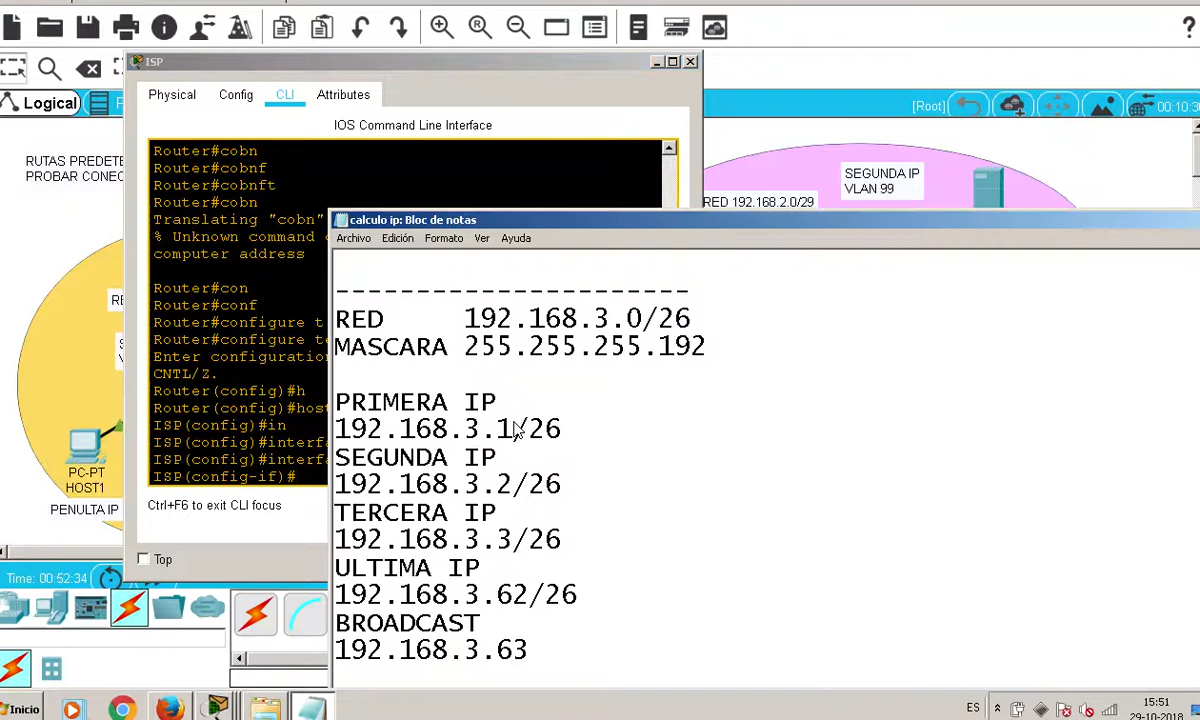 ?
ISP
Physical Config CLI Attributes
Logical
[Root]
00:10:3
IOS Command Line Interface
Router#cobn
Router#cobnf
Router#cobnft
Router#cobn
Translating "cobn"
% Unknown command
computer address
Router#con
Router#conf
Router#configure t
Router#configure te
Enter configuration
CNTL/Z.
Router(config)#h
Router(config)#host
ISP(config)#in
ISP(config)#interfa
ISP(config)#interfa
ISP(config-if)#
Ctrl+F6 to exit CLI focus
Top
RUTAS PREDETE
PROBAR CONEC
RE
PC-PT
HOST1
PENULTA IP
SEGUNDA IP
VLAN 99
RED 192.168.2.0/29
calculo ip: Bloc de notas
Archivo Edición Formato Ver Ayuda
----------------------
RED 192.168.3.0/26
MASCARA 255.255.255.192
PRIMERA IP
192.168.3.1/26
SEGUNDA IP
192.168.3.2/26
TERCERA IP
192.168.3.3/26
ULTIMA IP
192.168.3.62/26
BROADCAST
192.168.3.63
Time: 00:52:34
Inicio
ES
15:51
29-10-2018